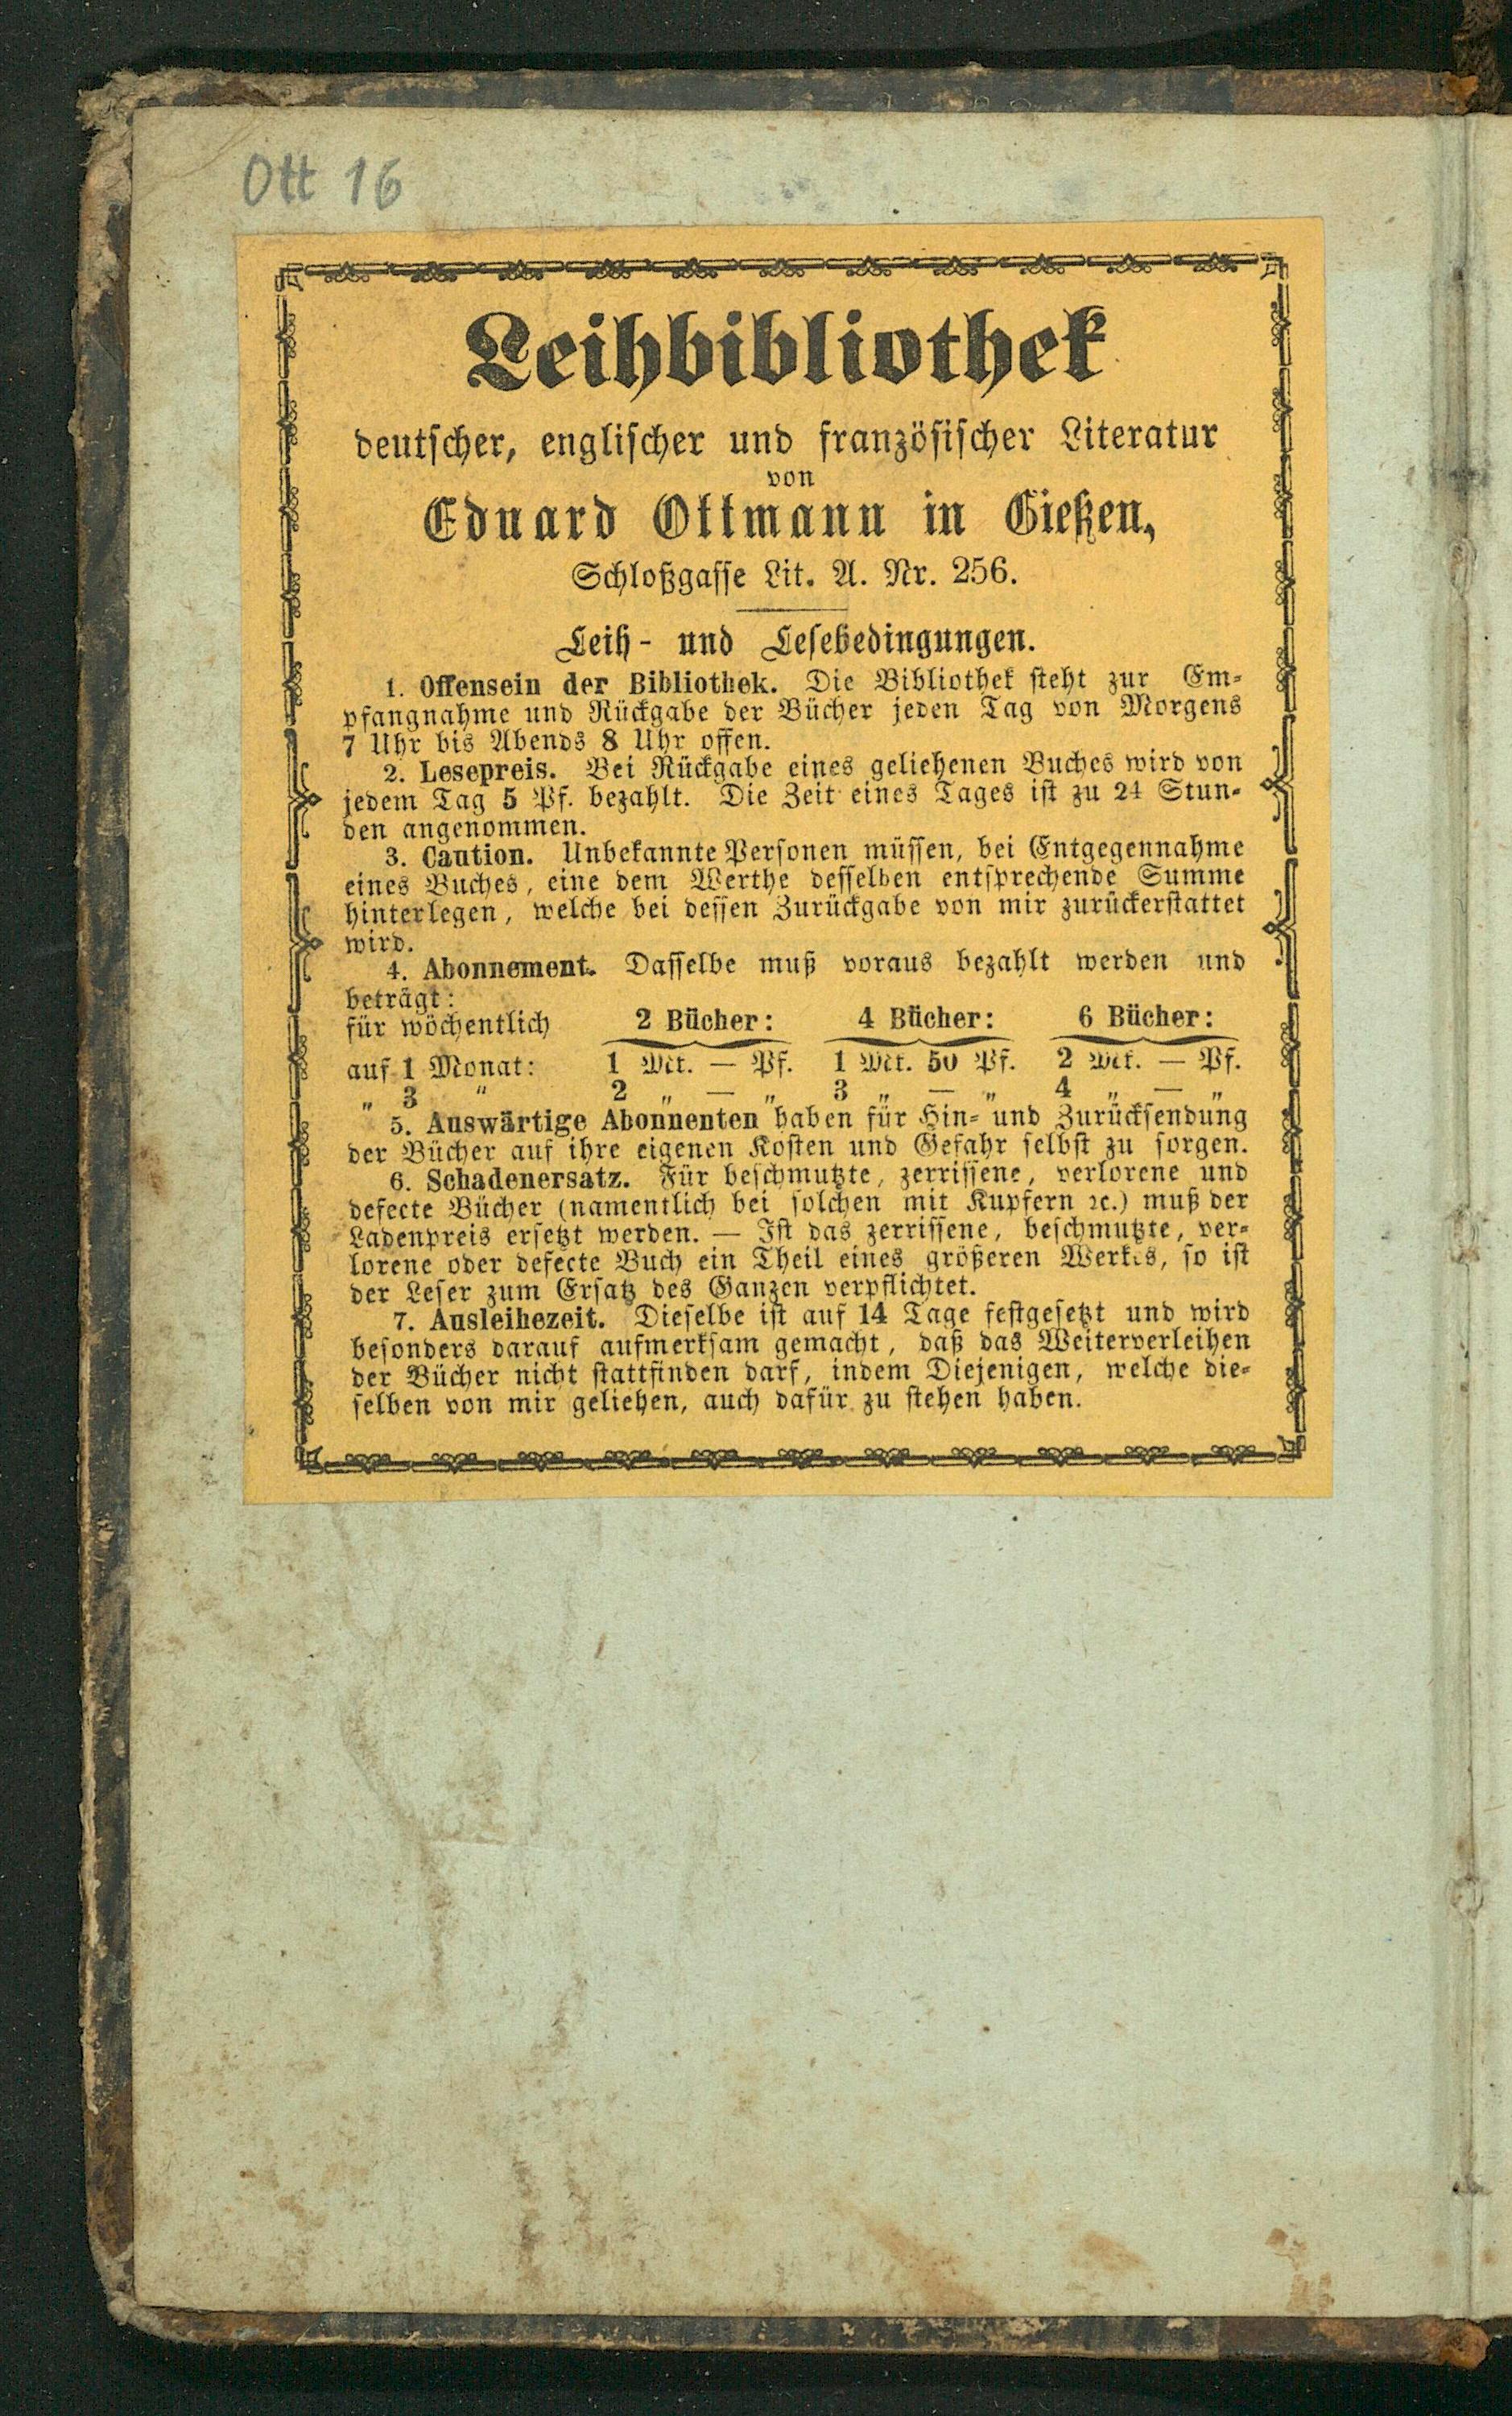 Ott 16
Leihbibliothek
deutscher, englischer und französischer Literatur
von
Eduard Ottmann in Gießen,
Schloßgasse Lit. A. Nr. 256.
Leih- und Lesebedingungen.
1. Offensein der Bibliothek. Die Bibliothek steht zur Em-
pfangnahme und Rückgabe der Bücher jeden Tag von Morgens
7 Uhr bis Abends 8 Uhr offen.
2. Lesepreis. Bei Rückgabe eines geliehenen Buches wird von
jedem Tag 5 Pf. bezahlt. Die Zeit eines Tages ist zu 24 Stun-
den angenommen.
3. Caution. Unbekannte Personen müssen, bei Entgegennahme
eines Buches, eine dem Werthe desselben entsprechende Summe
hinterlegen, welche bei dessen Zurückgabe von mir zurückerstattet
wird.
4. Abonnement. Dasselbe muß voraus bezahlt werden und
beträgt:
für wöchentlich 2 Bücher: 4 Bücher: 6 Bücher:
auf 1 Monat: 1 Mk. — Pf. 1 Mk. 50 Pf. 2 Mk. — Pf.
„ 3 „ 2 „ — „ 3 „ — „ 4 „ — „
5. Auswärtige Abonnenten haben für Hin- und Zurücksendung
der Bücher auf ihre eigenen Kosten und Gefahr selbst zu sorgen.
6. Schadenersatz. Für beschmutzte, zerrissene, verlorene und
defecte Bücher (namentlich bei solchen mit Kupfern ꝛc.) muß der
Ladenpreis ersetzt werden. — Ist das zerrissene, beschmutzte, ver-
lorene oder defecte Buch ein Theil eines größeren Werkes, so ist
der Leser zum Ersatz des Ganzen verpflichtet.
7. Ausleihezeit. Dieselbe ist auf 14 Tage festgesetzt und wird
besonders darauf aufmerksam gemacht, daß das Weiterverleihen
der Bücher nicht stattfinden darf, indem Diejenigen, welche die-
selben von mir geliehen, auch dafür zu stehen haben.